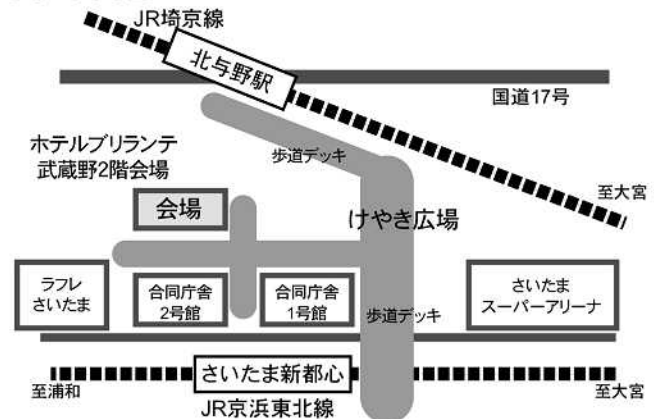 JR埼京線
北与野駅
国道17号
ホテルブリランテ
武蔵野2階会場
歩道デッキ
至大宮
会場
けやき広場
ラフレ
さいたま
合同庁舎
2号館
合同庁舎
1号館
歩道デッキ
さいたま
スーパーアリーナ
さいたま新都心
至浦和
至大宮
JR京浜東北線